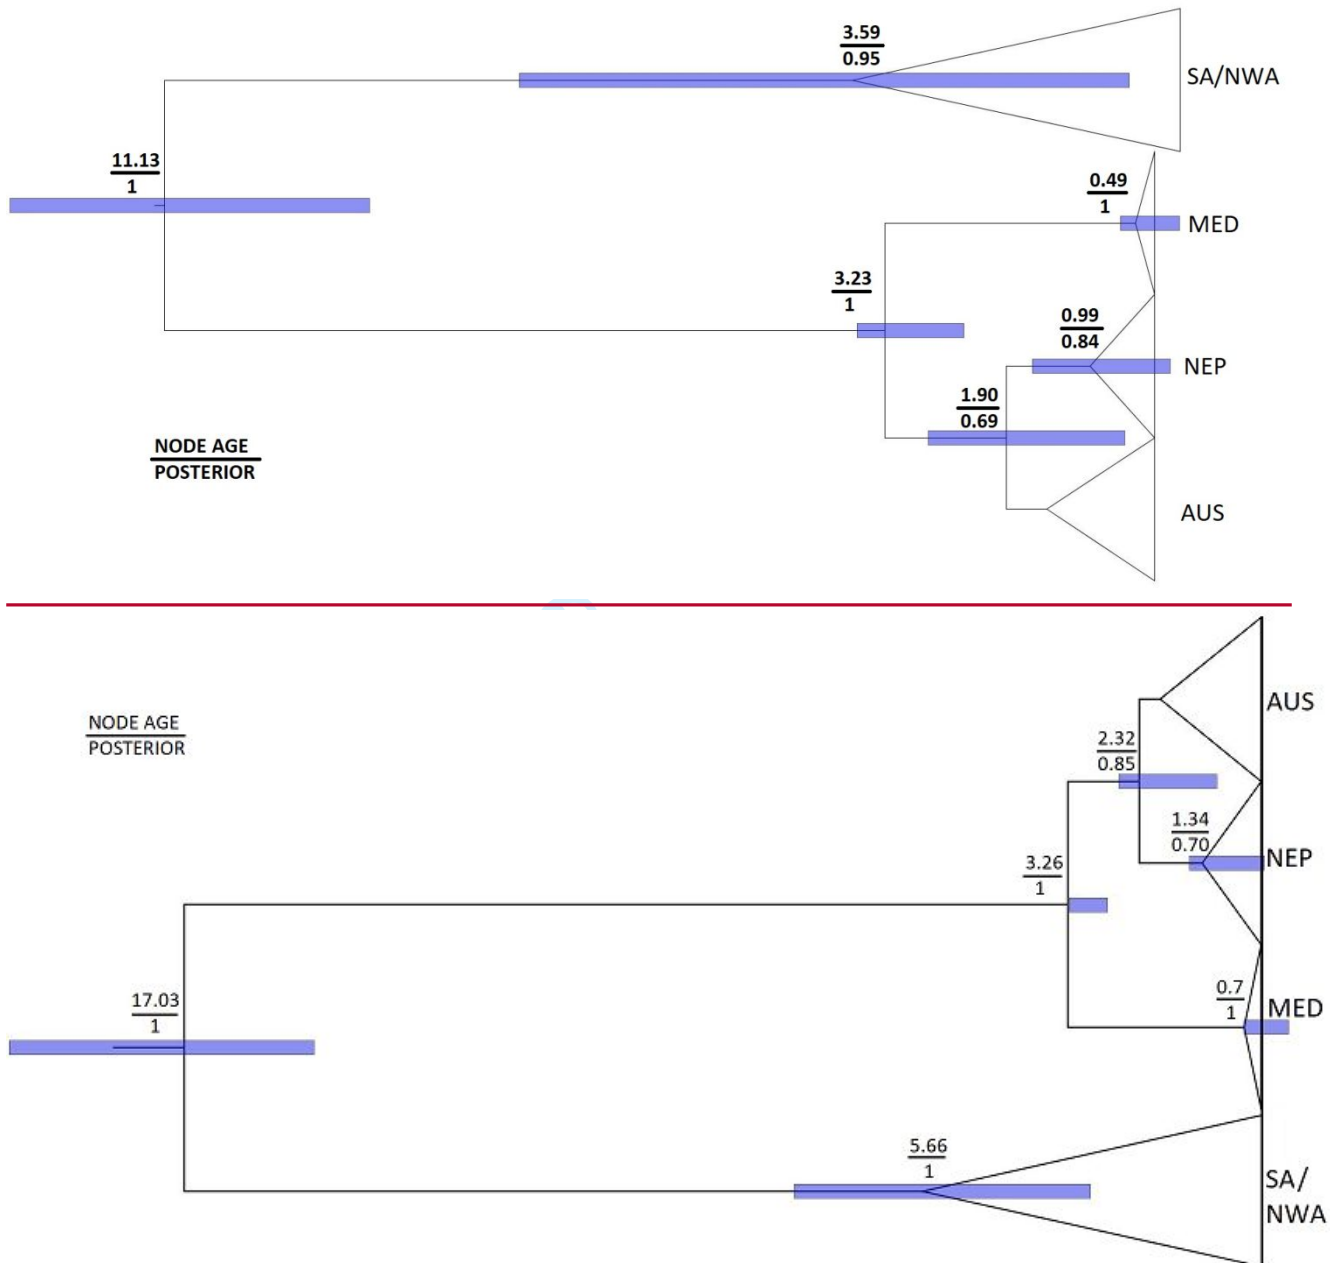 3.59
0.95
SA/NWA
11.13
1
0.49
1
MED
3.23
1
0.99
0.84
NEP
1.90
0.69
NODE AGE
POSTERIOR
AUS
NODE AGE
POSTERIOR
AUS
2.32
0.85
1.34
0.70
NEP
3.26
1
0.7
1
MED
17.03
1
5.66
1
SA/
NWA